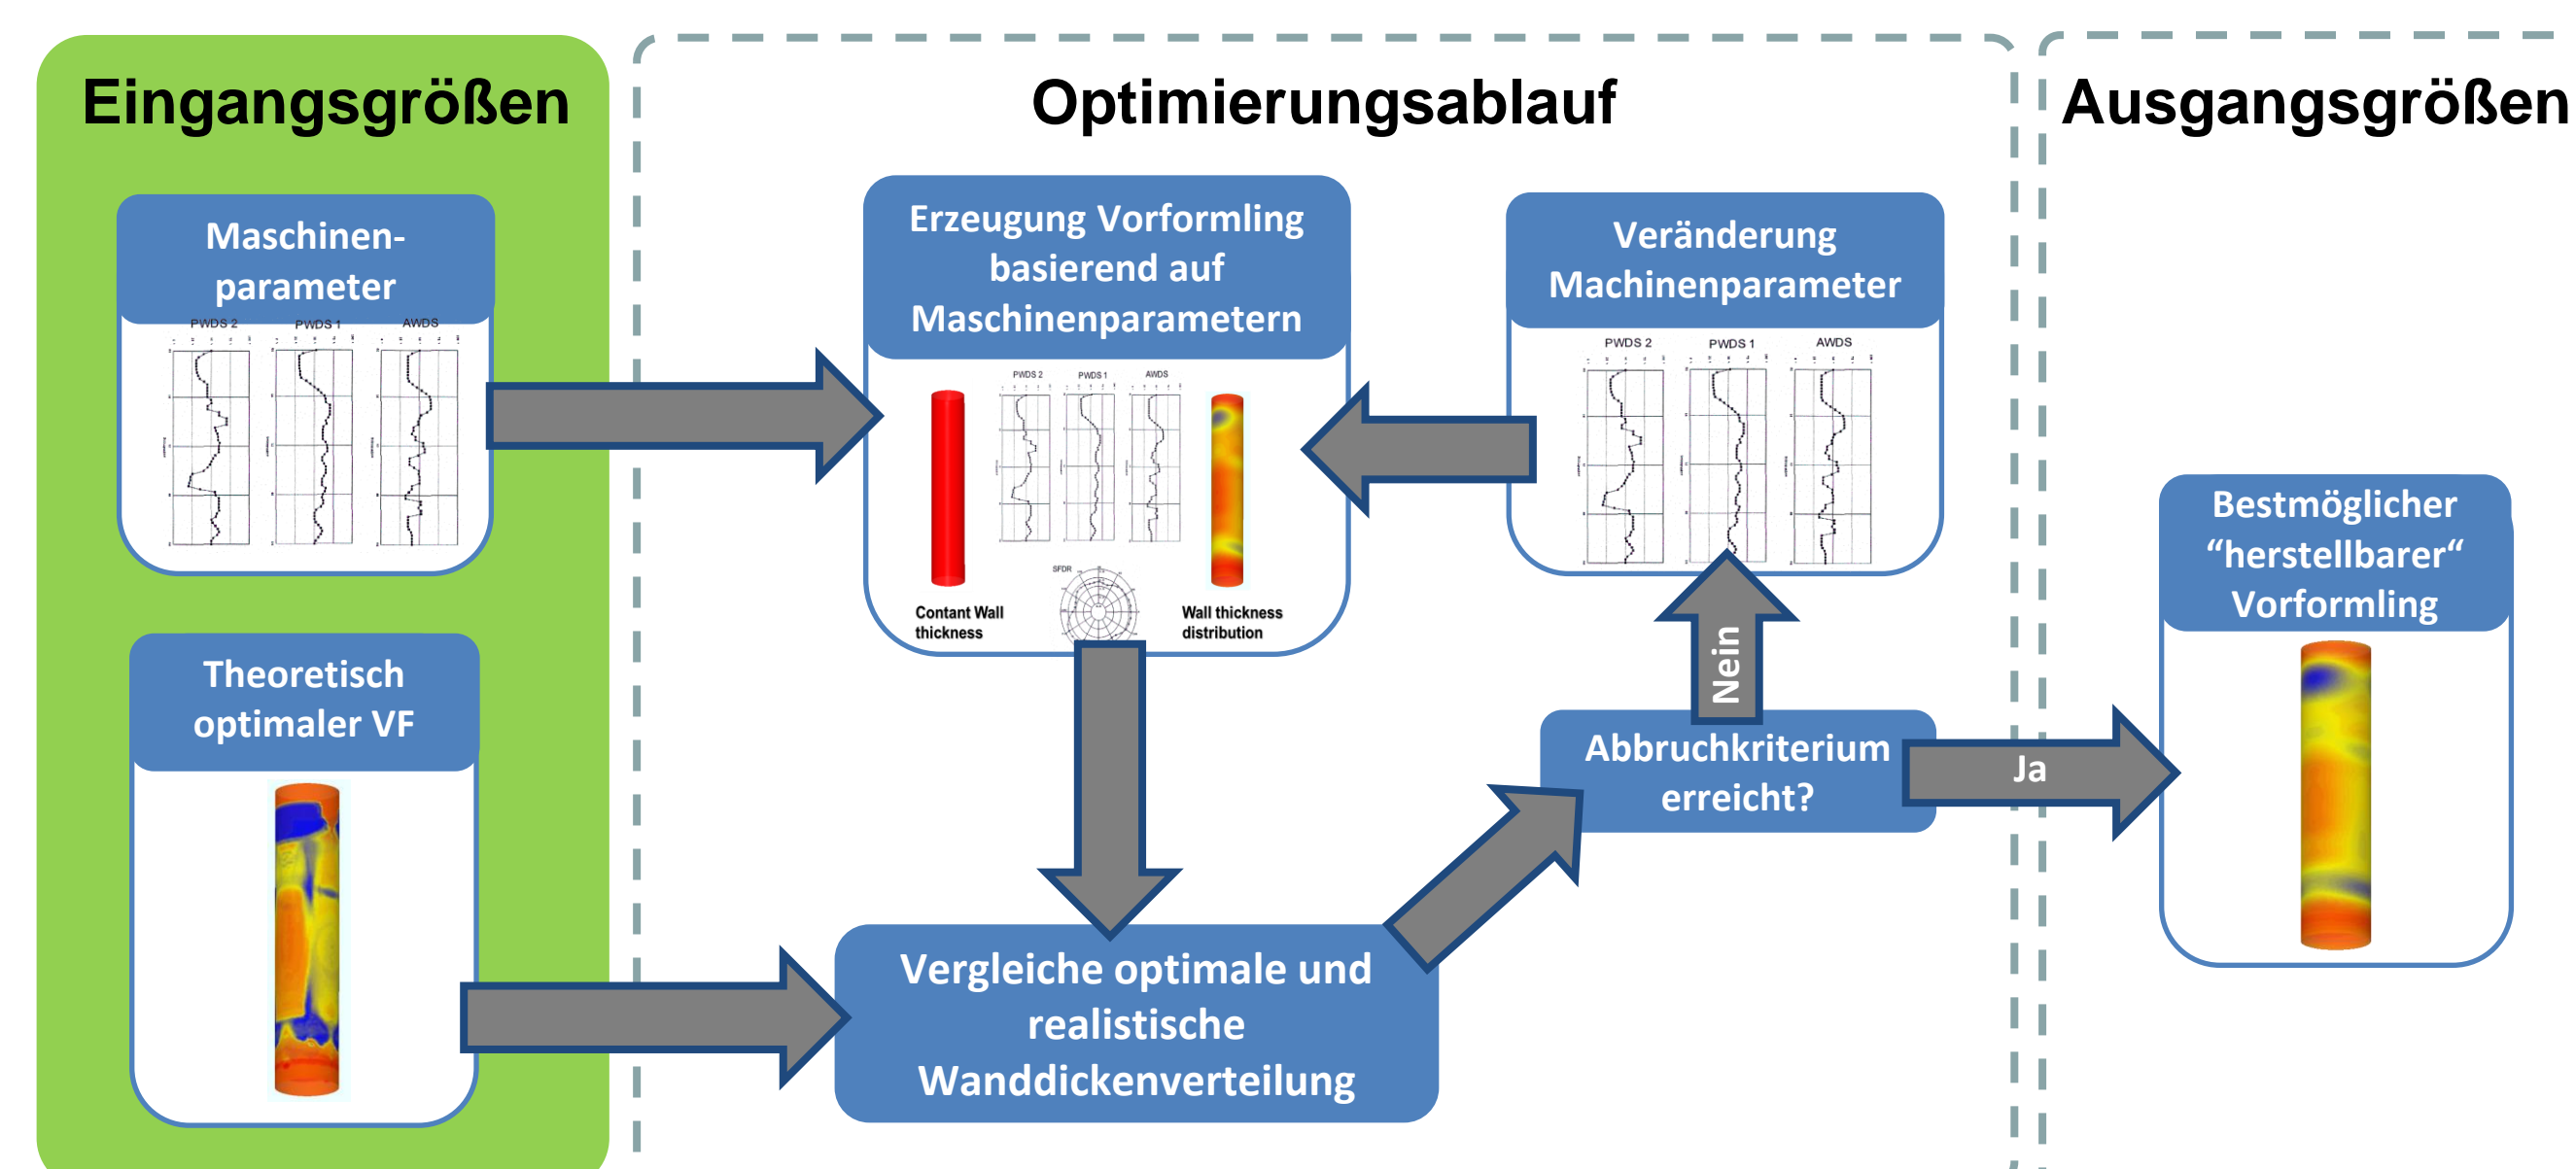 Eingangsgrößen
Maschinen-
parameter
PWDS 2 PWDS 1 AWDS
Theoretisch
optimaler VF
Optimierungsablauf
Erzeugung Vorformling
basierend auf
Maschinenparametern
PWDS 2 PWDS 1 AWDS
SFDR
Contant Wall
thickness
Wall thickness
distribution
Veränderung
Machinenparameter
PWDS 2 PWDS 1 AWDS
Nein
Abbruchkriterium
erreicht?
Ja
Vergleiche optimale und
realistische
Wanddickenverteilung
Ausgangsgrößen
Bestmöglicher
“herstellbarer“
Vorformling